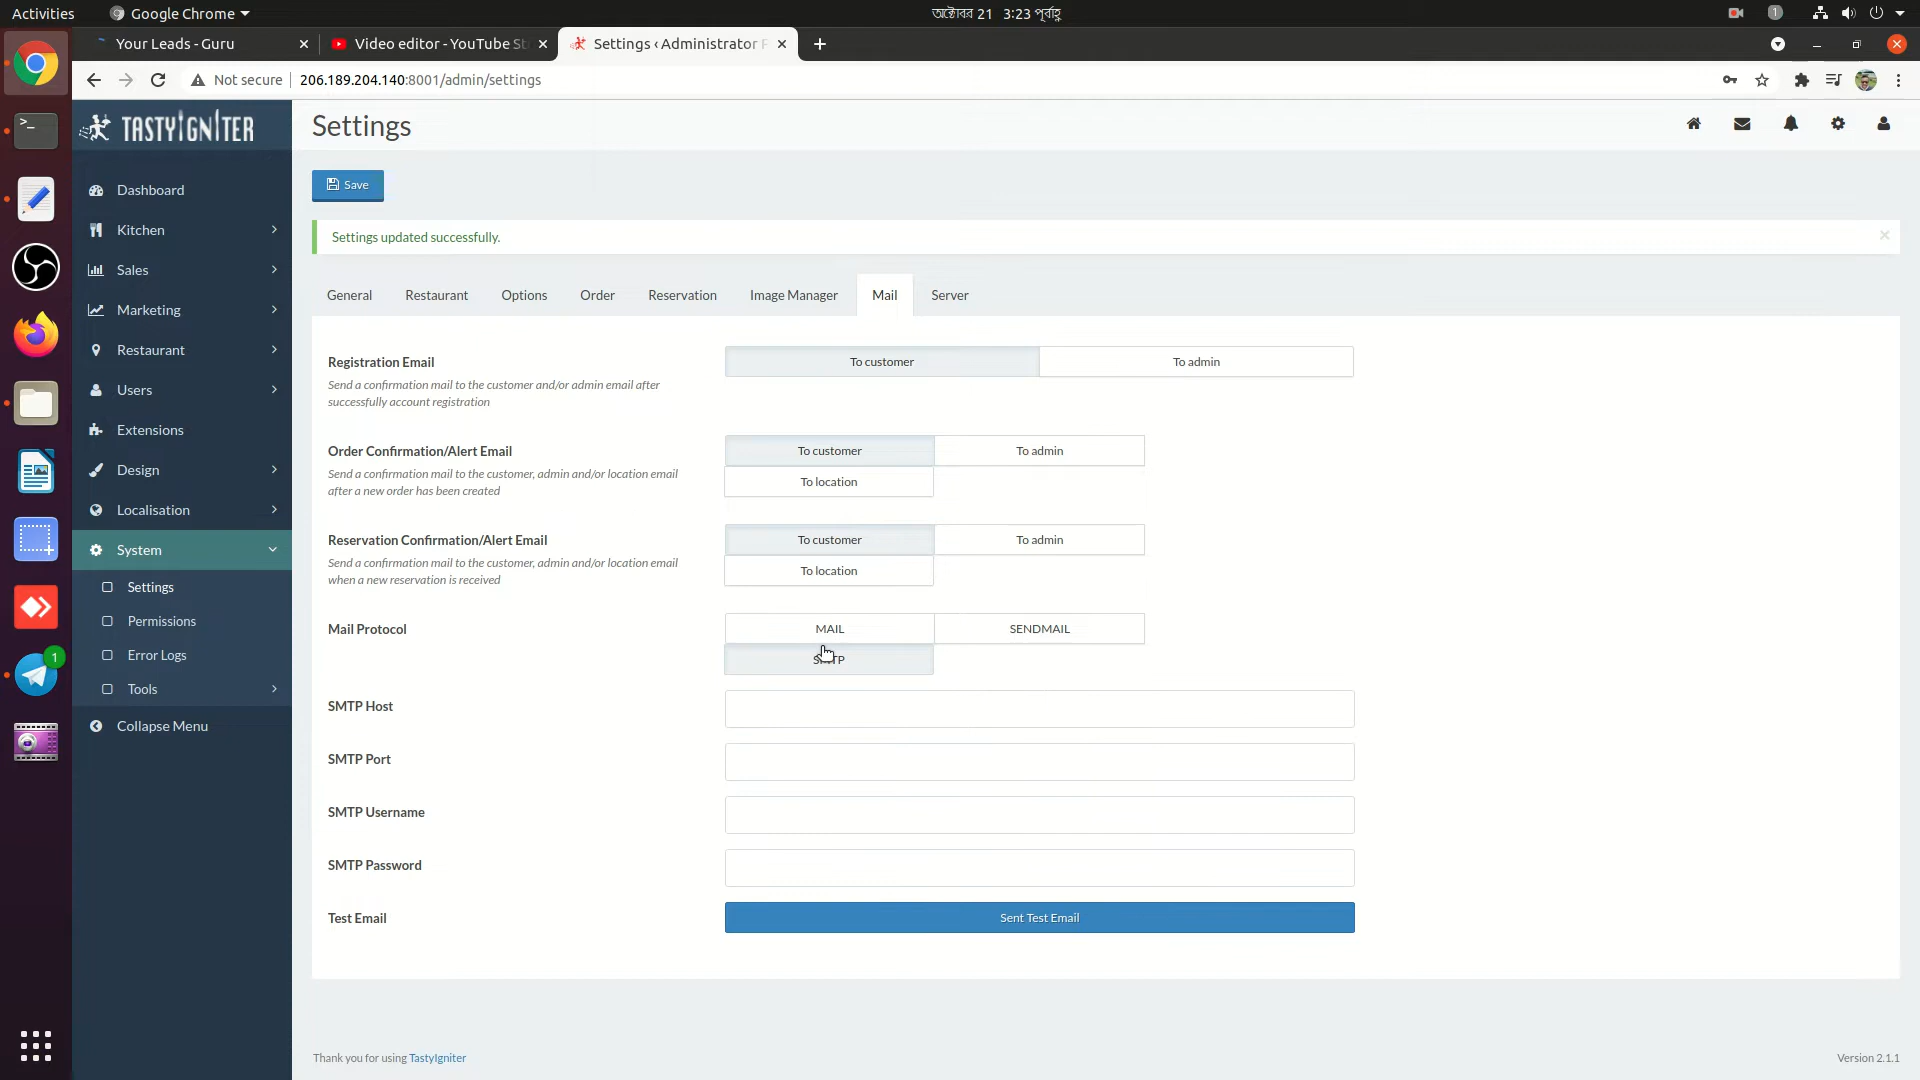 Activities
Google Chrome
অক্টোবর 21 3:23 পূর্বাহ্ণ
1
Your Leads - Guru
Video editor - YouTube St
Settings ‹ Administrator P
Not secure
206.189.204.140:8001/admin/settings
TASTYIGNITER
Settings
Dashboard
Kitchen
Sales
Marketing
Restaurant
Users
Extensions
Design
Localisation
System
Settings
Permissions
Error Logs
Tools
Collapse Menu
1
Save
Settings updated successfully.
General
Restaurant
Options
Order
Reservation
Image Manager
Mail
Server
Registration Email
Send a confirmation mail to the customer and/or admin email after
successfully account registration
To customer
To admin
Order Confirmation/Alert Email
Send a confirmation mail to the customer, admin and/or location email
after a new order has been created
To customer
To admin
To location
Reservation Confirmation/Alert Email
Send a confirmation mail to the customer, admin and/or location email
when a new reservation is received
To customer
To admin
To location
Mail Protocol
MAIL
SENDMAIL
SMTP
SMTP Host
SMTP Port
SMTP Username
SMTP Password
Test Email
Sent Test Email
Thank you for using TastyIgniter
Version 2.1.1